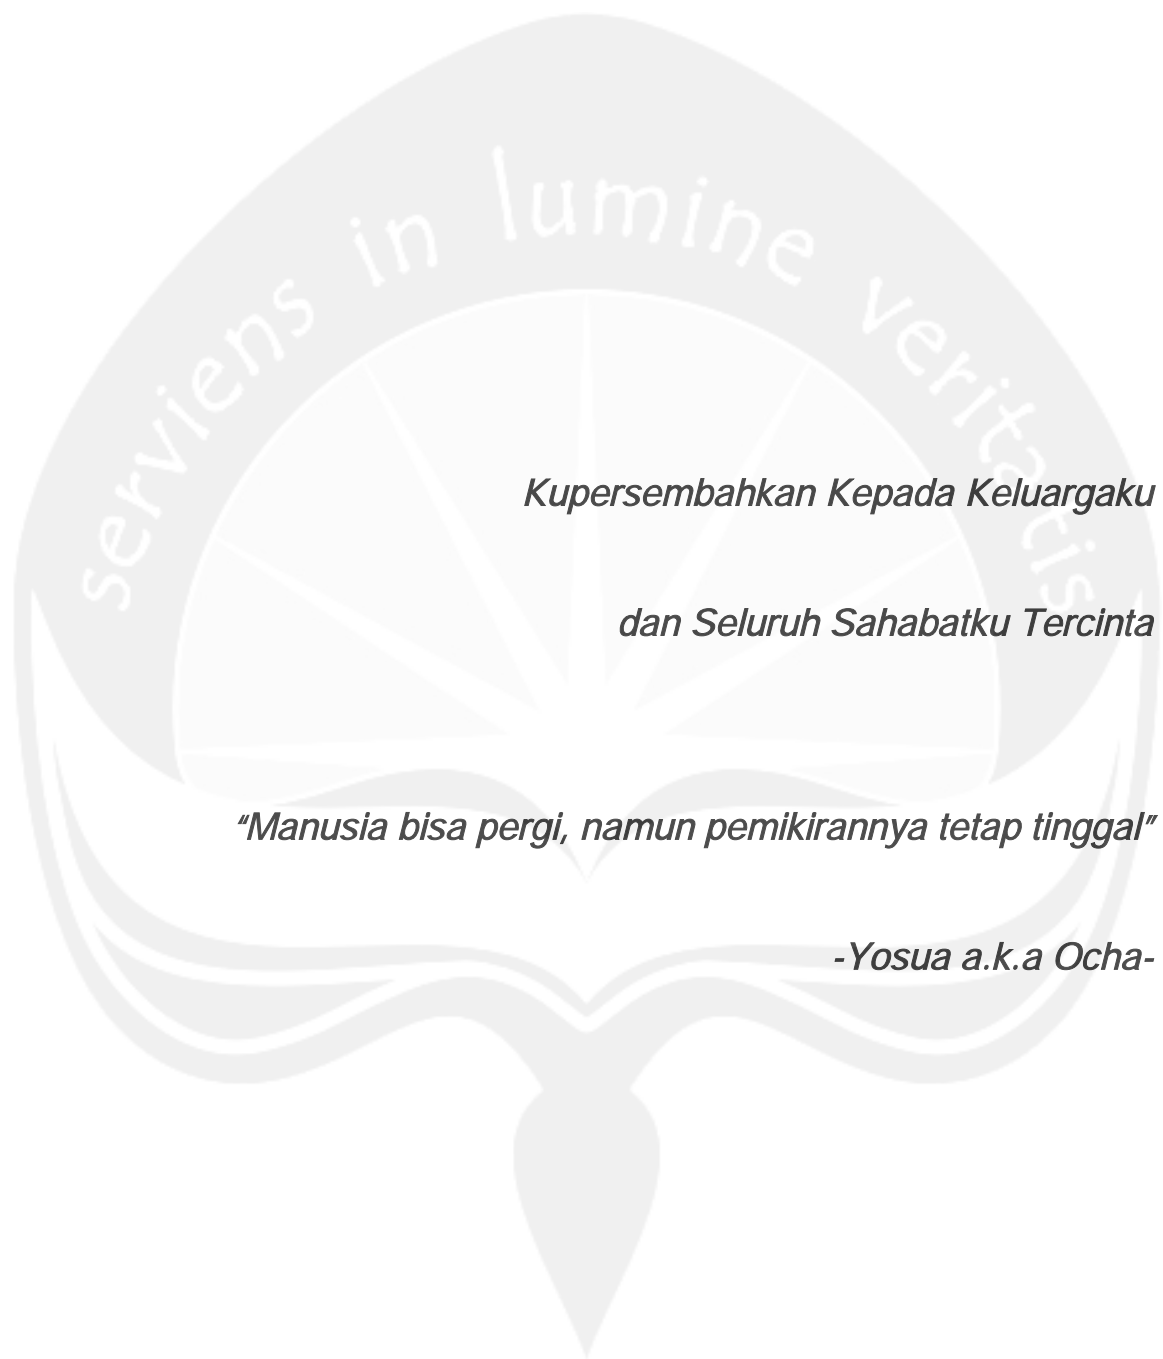 serviens in lumine veritatis
Kupersembahkan Kepada Keluargaku
dan Seluruh Sahabatku Tercinta
“Manusia bisa pergi, namun pemikirannya tetap tinggal”
-Yosua a.k.a Ocha-